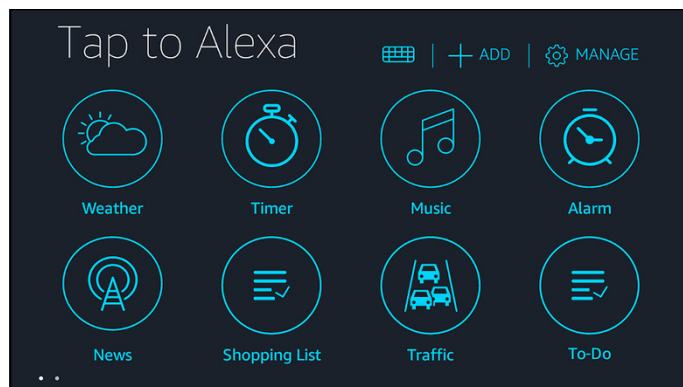 Tap to Alexa
ADD
MANAGE
Weather
Timer
Music
Alarm
News
Shopping List
Traffic
To-Do